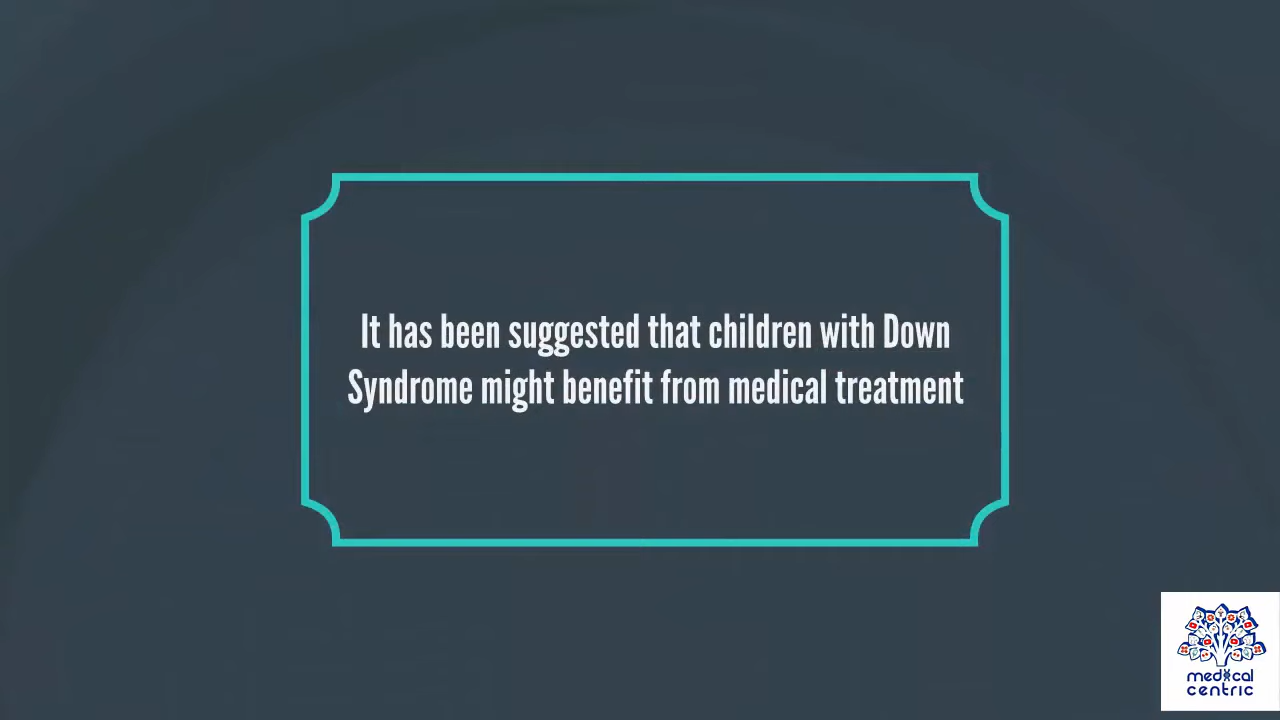 It has been suggested that children with Down
Syndrome might benefit from medical treatment
medical
centric